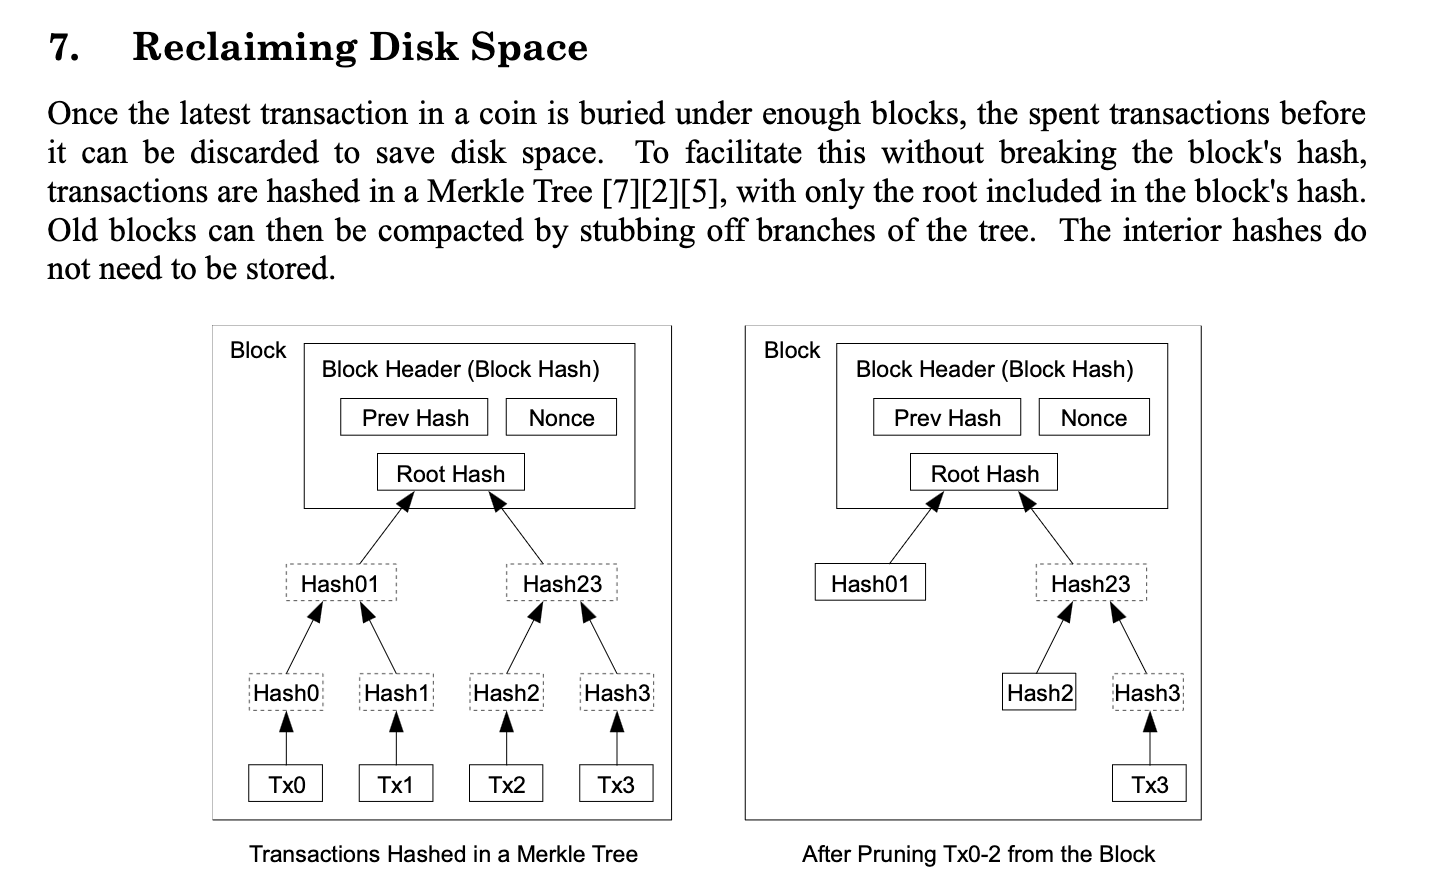 7. Reclaiming Disk Space
Once the latest transaction in a coin is buried under enough blocks, the spent transactions before
it can be discarded to save disk space. To facilitate this without breaking the block's hash,
transactions are hashed in a Merkle Tree [7][2][5], with only the root included in the block's hash.
Old blocks can then be compacted by stubbing off branches of the tree. The interior hashes do
not need to be stored.
Block
Block Header (Block Hash)
Prev Hash
Nonce
Root Hash
Hash01
Hash23
Hash0
Hash1
Hash2
Hash3
Tx0
Tx1
Tx2
Tx3
Transactions Hashed in a Merkle Tree
Block
Block Header (Block Hash)
Prev Hash
Nonce
Root Hash
Hash01
Hash23
Hash2
Hash3
Tx3
After Pruning Tx0-2 from the Block